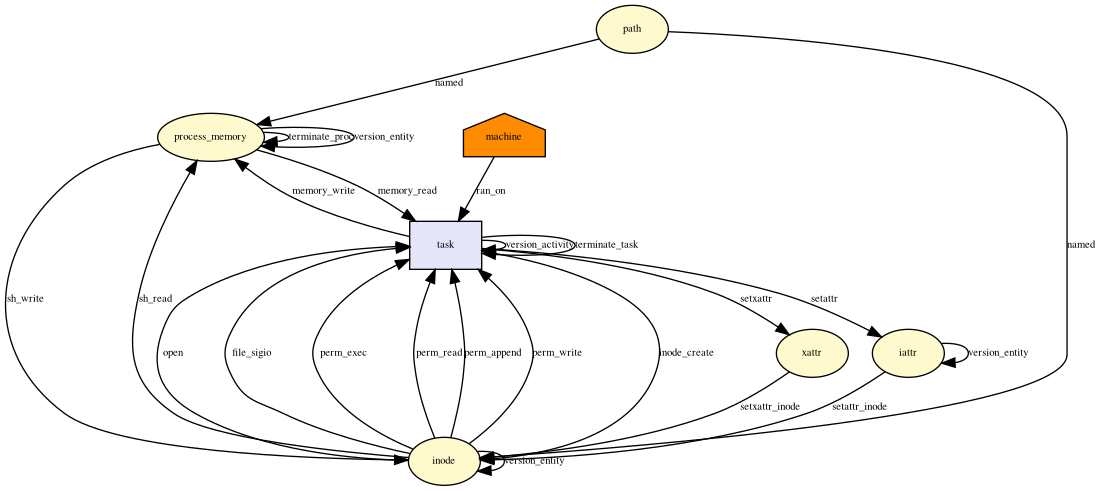 path
named
process_memory
terminate_proc
version_entity
machine
memory_write
memory_read
ran_on
task
version_activity
terminate_task
named
sh_write
sh_read
setxattr
setattr
open
file_sigio
perm_exec
perm_read
perm_append
perm_write
inode_create
xattr
iattr
version_entity
setxattr_inode
setattr_inode
inode
version_entity